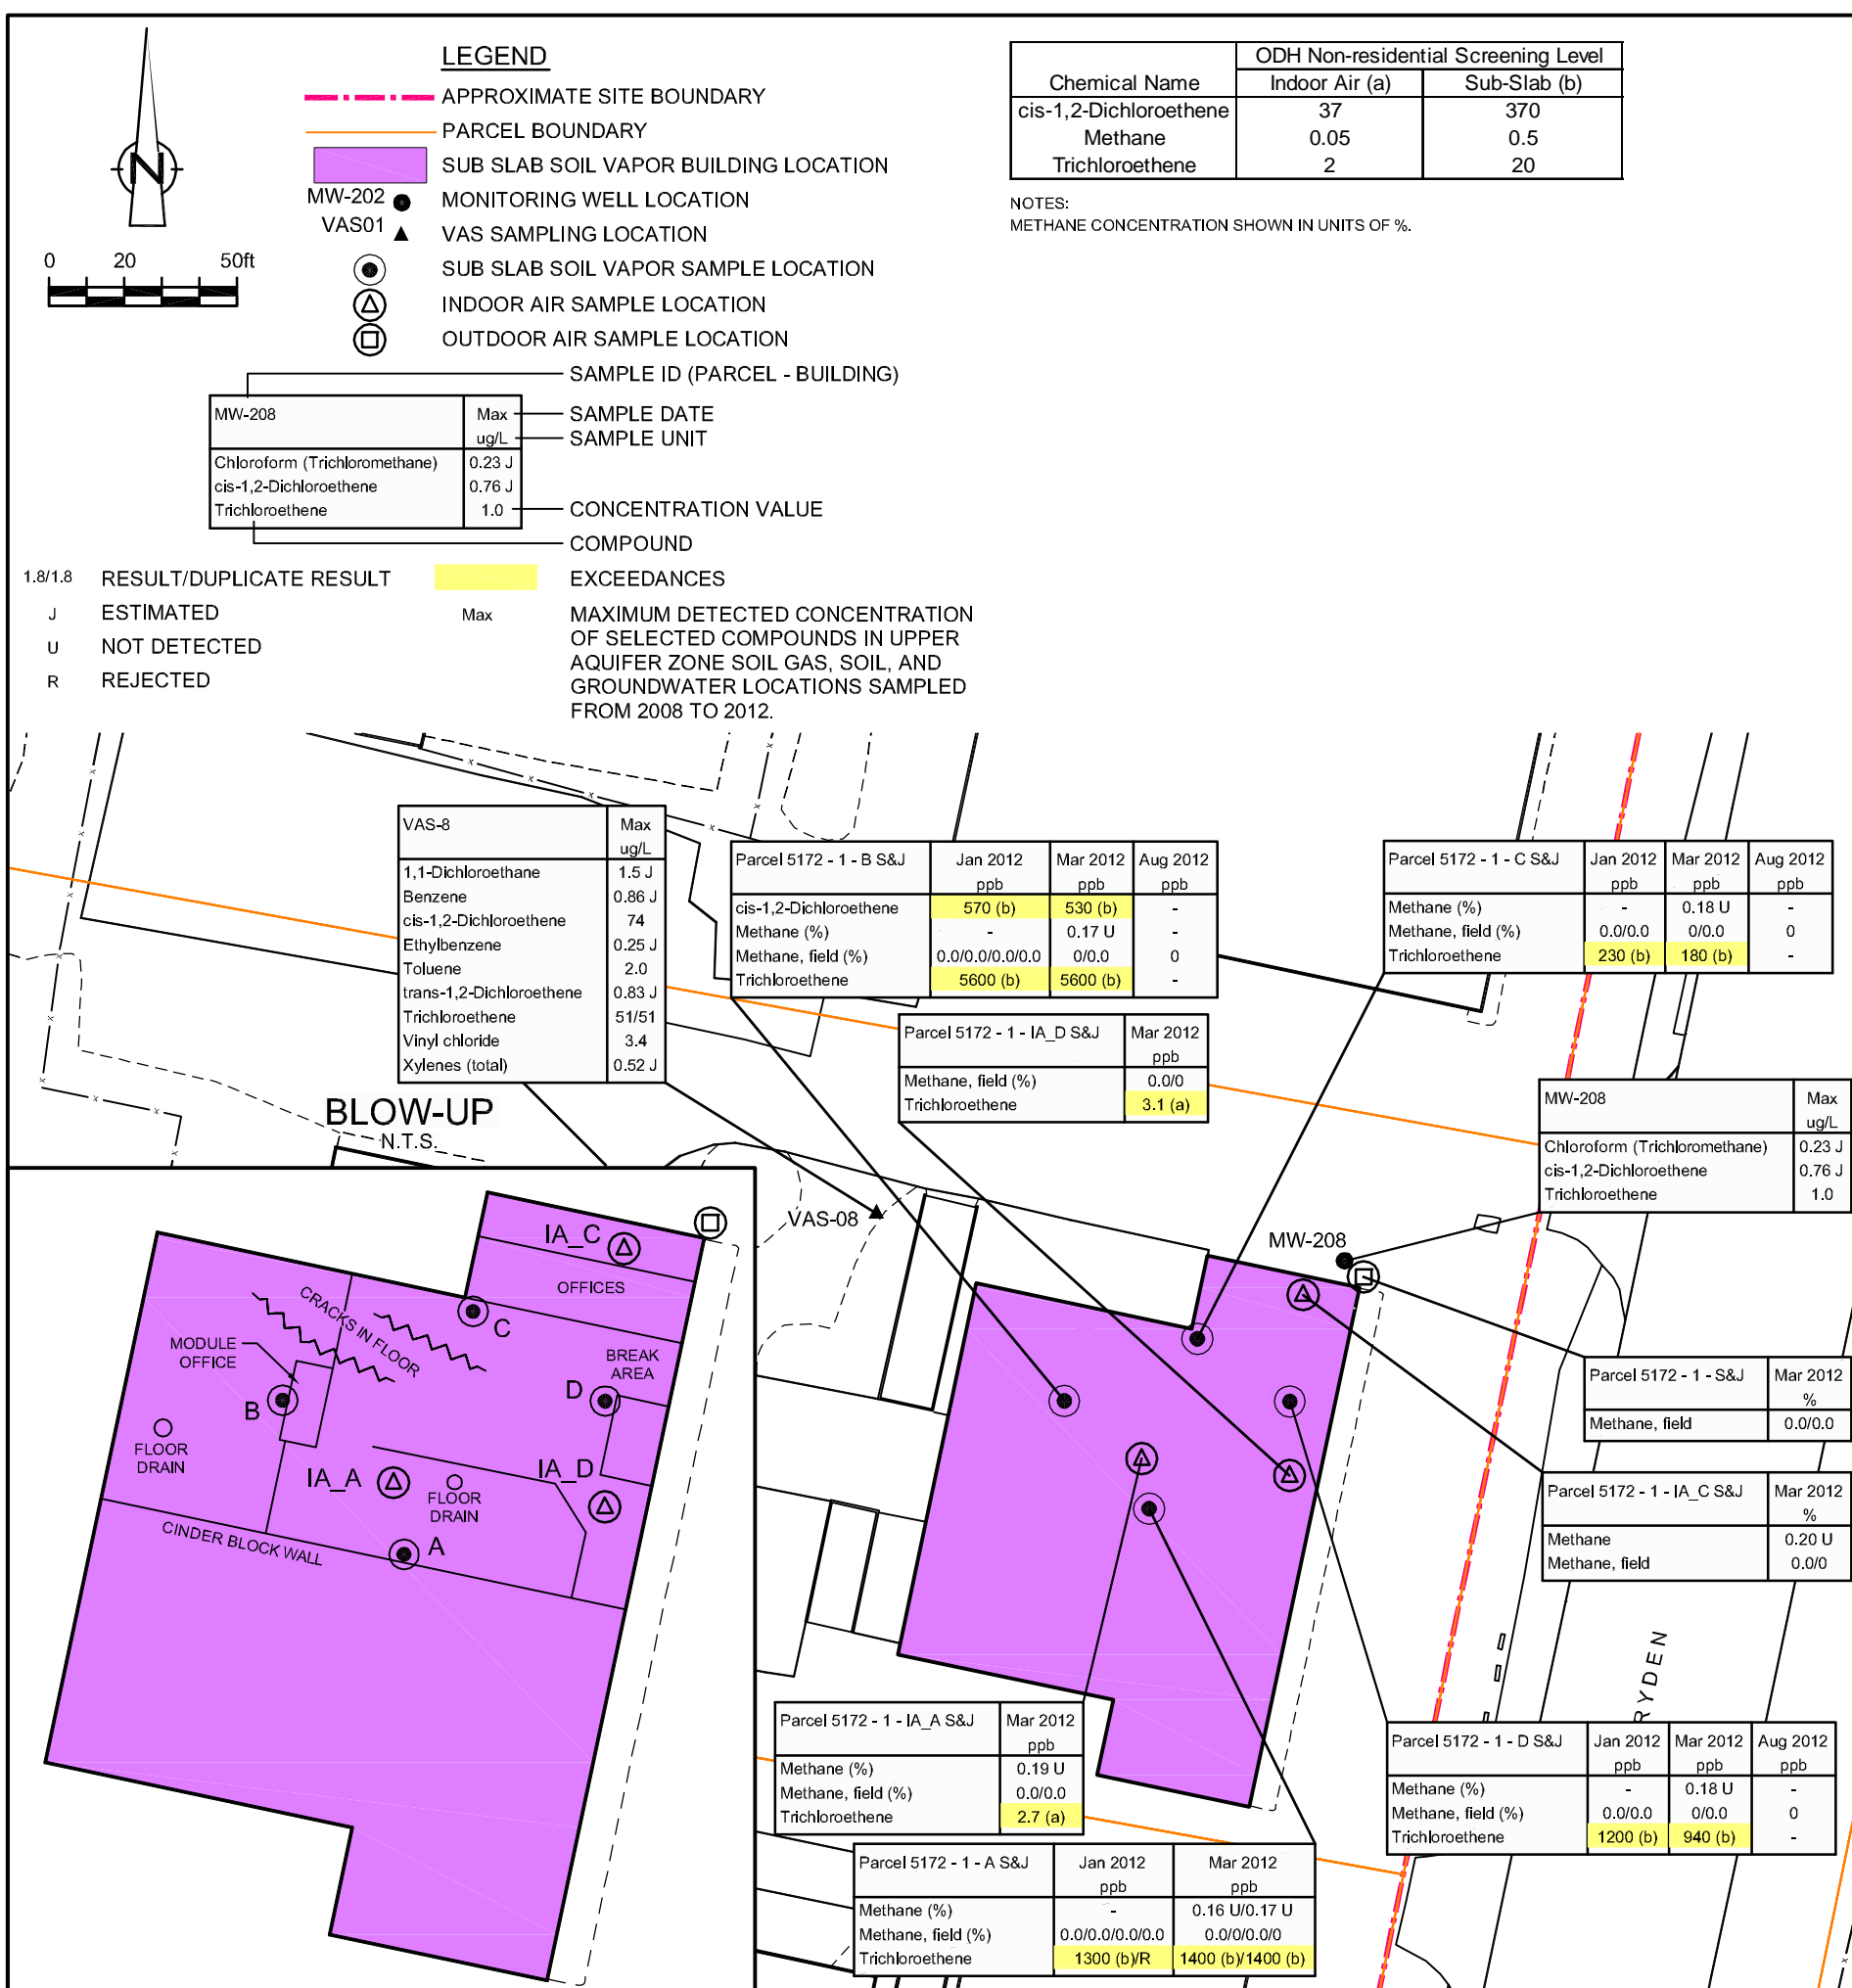 N
0 20 50ft
LEGEND
APPROXIMATE SITE BOUNDARY
PARCEL BOUNDARY
SUB SLAB SOIL VAPOR BUILDING LOCATION
MW-202 MONITORING WELL LOCATION
VAS01 VAS SAMPLING LOCATION
SUB SLAB SOIL VAPOR SAMPLE LOCATION
INDOOR AIR SAMPLE LOCATION
OUTDOOR AIR SAMPLE LOCATION
SAMPLE ID (PARCEL - BUILDING)
MW-208 Max SAMPLE DATE
ug/L SAMPLE UNIT
Chloroform (Trichloromethane) 0.23 J
cis-1,2-Dichloroethene 0.76 J
Trichloroethene 1.0 CONCENTRATION VALUE
COMPOUND
1.8/1.8 RESULT/DUPLICATE RESULT
J ESTIMATED
U NOT DETECTED
R REJECTED
EXCEEDANCES
Max MAXIMUM DETECTED CONCENTRATION
OF SELECTED COMPOUNDS IN UPPER
AQUIFER ZONE SOIL GAS, SOIL, AND
GROUNDWATER LOCATIONS SAMPLED
FROM 2008 TO 2012.
ODH Non-residential Screening Level
Chemical Name Indoor Air (a) Sub-Slab (b)
cis-1,2-Dichloroethene 37 370
Methane 0.05 0.5
Trichloroethene 2 20
NOTES:
METHANE CONCENTRATION SHOWN IN UNITS OF %.
VAS-8 Max
ug/L
1,1-Dichloroethane 1.5 J
Benzene 0.86 J
cis-1,2-Dichloroethene 74
Ethylbenzene 0.25 J
Toluene 2.0
trans-1,2-Dichloroethene 0.83 J
Trichloroethene 51/51
Vinyl chloride 3.4
Xylenes (total) 0.52 J
Parcel 5172 - 1 - B S&J Jan 2012 Mar 2012 Aug 2012
ppb ppb ppb
cis-1,2-Dichloroethene 570 (b) 530 (b) -
Methane (%) - 0.17 U -
Methane, field (%) 0.0/0.0/0.0/0.0 0/0.0 0
Trichloroethene 5600 (b) 5600 (b) -
Parcel 5172 - 1 - C S&J Jan 2012 Mar 2012 Aug 2012
ppb ppb ppb
Methane (%) - 0.18 U -
Methane, field (%) 0.0/0.0 0/0.0 0
Trichloroethene 230 (b) 180 (b) -
Parcel 5172 - 1 - IA_D S&J Mar 2012
ppb
Methane, field (%) 0.0/0
Trichloroethene 3.1 (a)
MW-208 Max
ug/L
Chloroform (Trichloromethane) 0.23 J
cis-1,2-Dichloroethene 0.76 J
Trichloroethene 1.0
BLOW-UP
N.T.S.
VAS-08
MW-208
IA_C
OFFICES
CRACKS IN FLOOR
C
MODULE
OFFICE
BREAK
AREA
B
D
FLOOR
DRAIN
IA_A
FLOOR
DRAIN
IA_D
CINDER BLOCK WALL
A
Parcel 5172 - 1 - S&J Mar 2012
%
Methane, field 0.0/0.0
Parcel 5172 - 1 - IA_C S&J Mar 2012
%
Methane 0.20 U
Methane, field 0.0/0
RYDEN
Parcel 5172 - 1 - IA_A S&J Mar 2012
ppb
Methane (%) 0.19 U
Methane, field (%) 0.0/0.0
Trichloroethene 2.7 (a)
Parcel 5172 - 1 - D S&J Jan 2012 Mar 2012 Aug 2012
ppb ppb ppb
Methane (%) - 0.18 U -
Methane, field (%) 0.0/0.0 0/0.0 0
Trichloroethene 1200 (b) 940 (b) -
Parcel 5172 - 1 - A S&J Jan 2012 Mar 2012
ppb ppb
Methane (%) - 0.16 U/0.17 U
Methane, field (%) 0.0/0.0/0.0/0.0 0.0/0/0.0/0
Trichloroethene 1300 (b)/R 1400 (b)/1400 (b)